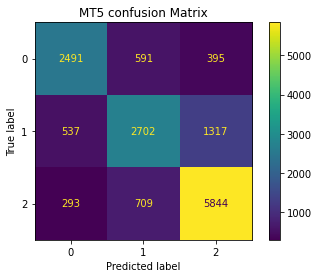 MT5 confusion Matrix
0 2491 591 395
1 537 2702 1317
2 293 709 5844
0 1 2
Predicted label
True label
5000
4000
3000
2000
1000